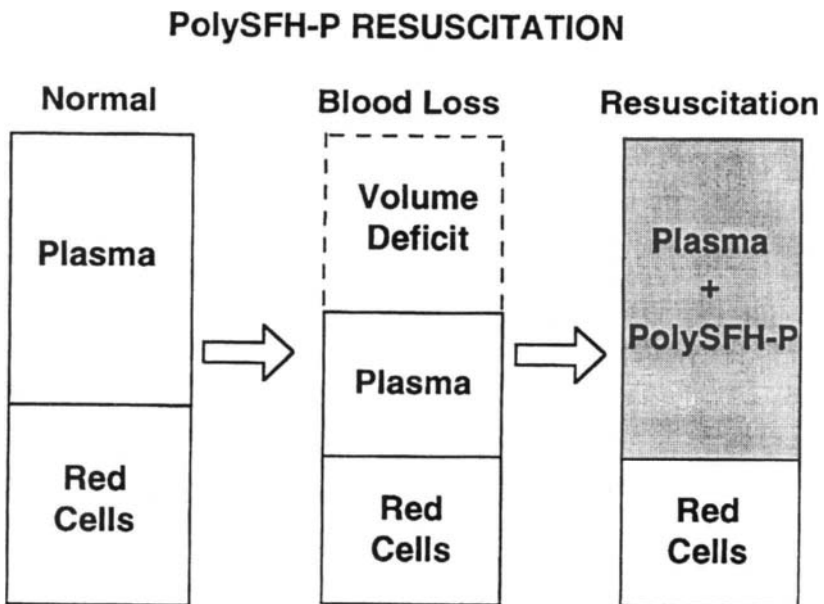 PolySFH-P RESUSCITATION
Normal
Plasma
Red
Cells
Blood Loss
Volume
Deficit
Plasma
Red
Cells
Resuscitation
Plasma
+
PolySFH-P
Red
Cells